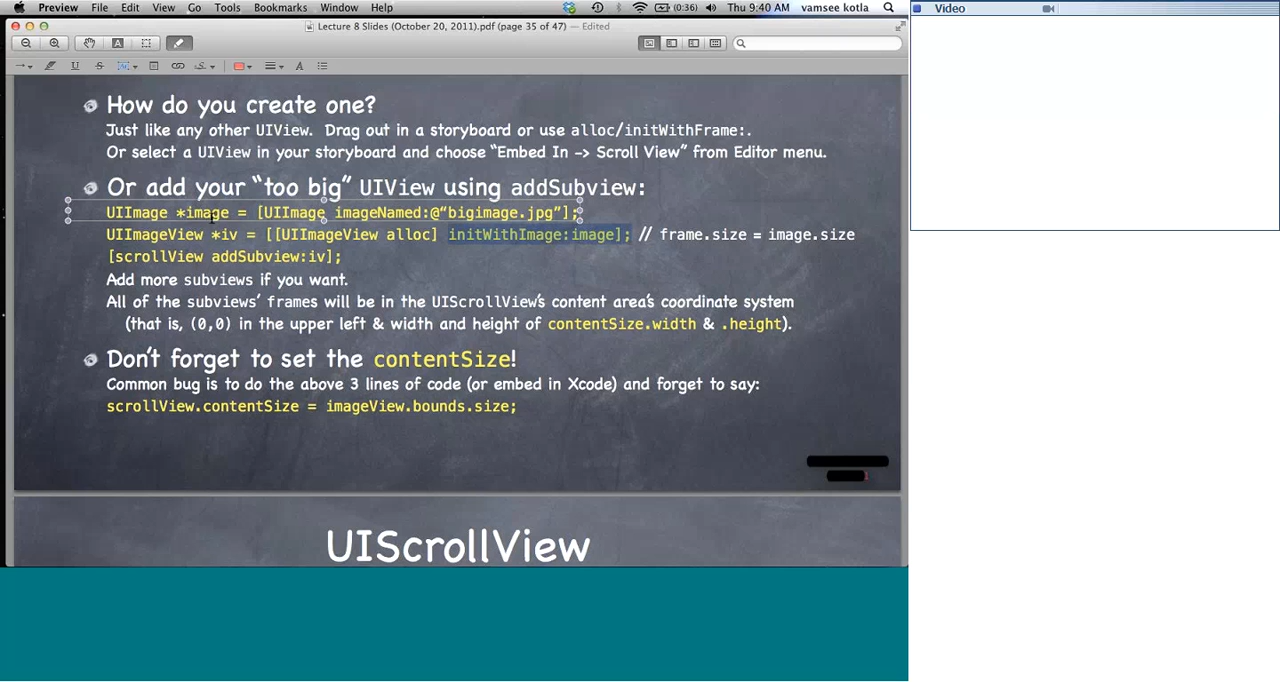 Preview File Edit View Go Tools Bookmarks Window Help (0:36) Thu 9:40 AM vamsee kotla
Video
Lecture 8 Slides (October 20, 2011).pdf (page 35 of 47) — Edited
How do you create one?
Just like any other UIView. Drag out in a storyboard or use alloc/initWithFrame:.
Or select a UIView in your storyboard and choose “Embed In -> Scroll View” from Editor menu.
Or add your “too big” UIView using addSubview:
UIImage *image = [UIImage imageNamed:@“bigimage.jpg”];
UIImageView *iv = [[UIImageView alloc] initWithImage:image]; // frame.size = image.size
[scrollView addSubview:iv];
Add more subviews if you want.
All of the subviews’ frames will be in the UIScrollView’s content area’s coordinate system
(that is, (0,0) in the upper left & width and height of contentSize.width & .height).
Don’t forget to set the contentSize!
Common bug is to do the above 3 lines of code (or embed in Xcode) and forget to say:
scrollView.contentSize = imageView.bounds.size;
UIScrollView